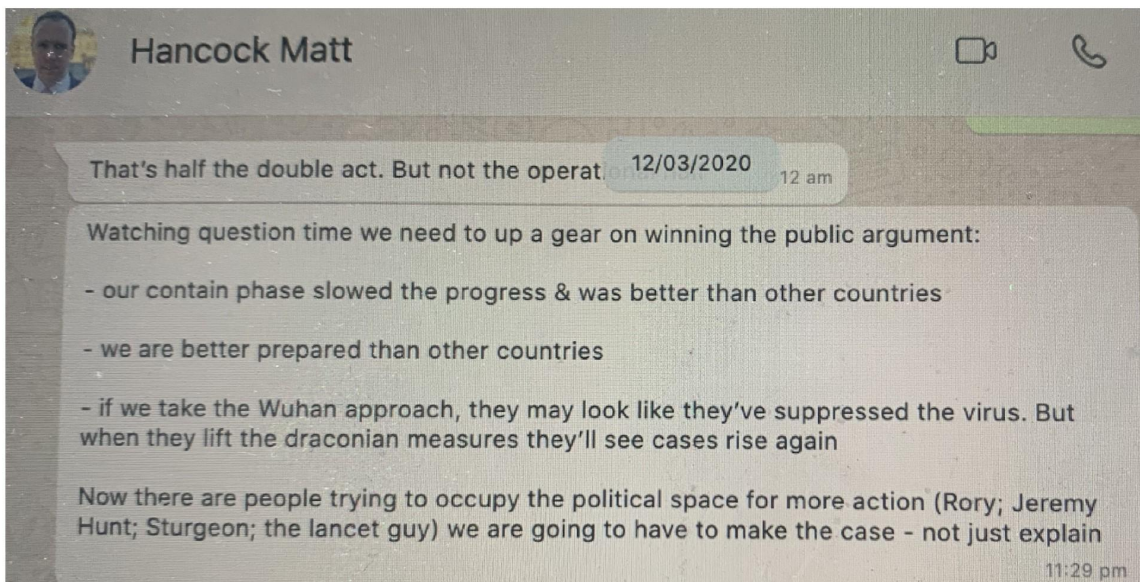 Hancock Matt
That's half the double act. But not the operat
12/03/2020
12 am
Watching question time we need to up a gear on winning the public argument:
- our contain phase slowed the progress & was better than other countries
- we are better prepared than other countries
- if we take the Wuhan approach, they may look like they've suppressed the virus. But
when they lift the draconian measures they'll see cases rise again
Now there are people trying to occupy the political space for more action (Rory; Jeremy
Hunt; Sturgeon; the lancet guy) we are going to have to make the case - not just explain
11:29 pm